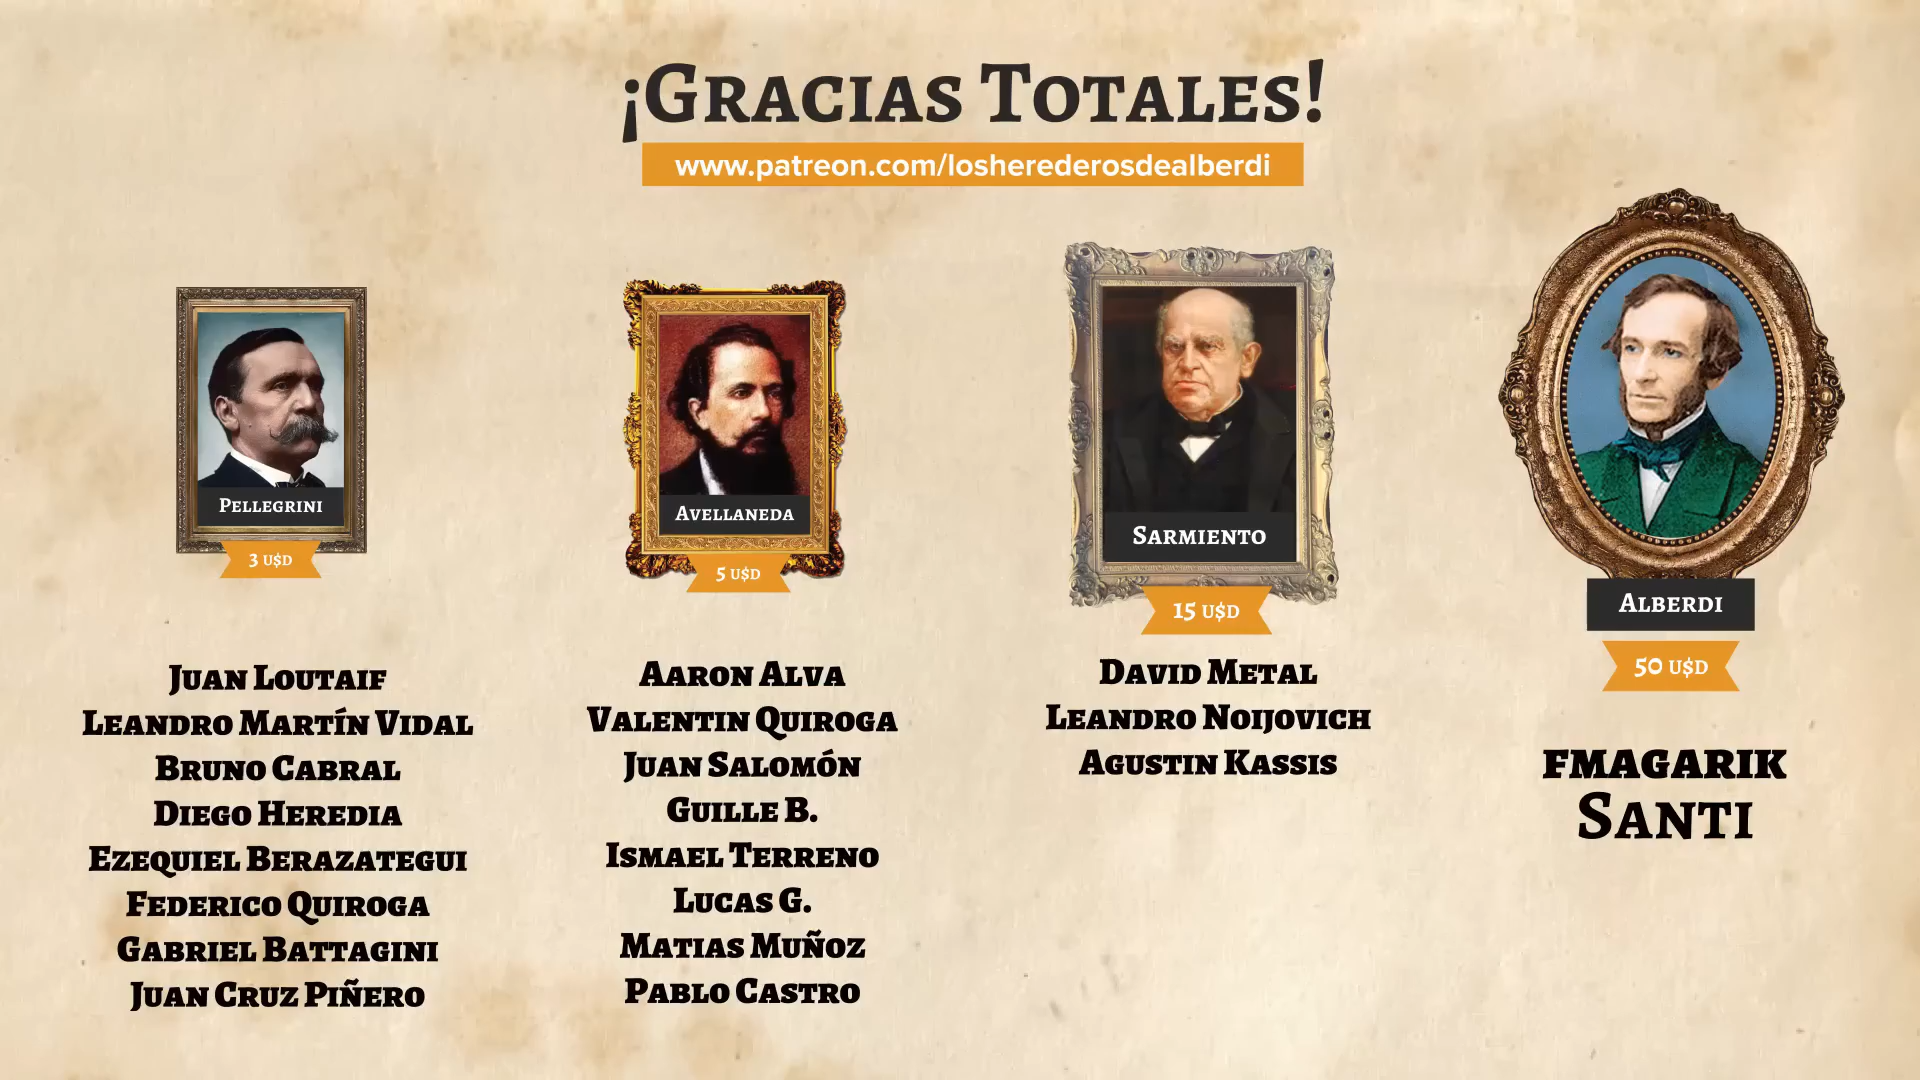 ¡Gracias Totales!
www.patreon.com/losherederosdealberdi
Pellegrini
3 U$D
Juan Loutaif
Leandro Martín Vidal
Bruno Cabral
Diego Heredia
Ezequiel Berazategui
Federico Quiroga
Gabriel Battagini
Juan Cruz Piñero
Avellaneda
5 U$D
Aaron Alva
Valentin Quiroga
Juan Salomón
Guille B.
Ismael Terreno
Lucas G.
Matias Muñoz
Pablo Castro
Sarmiento
15 U$D
David Metal
Leandro Noijovich
Agustin Kassis
Alberdi
50 U$D
fmagarik
Santi